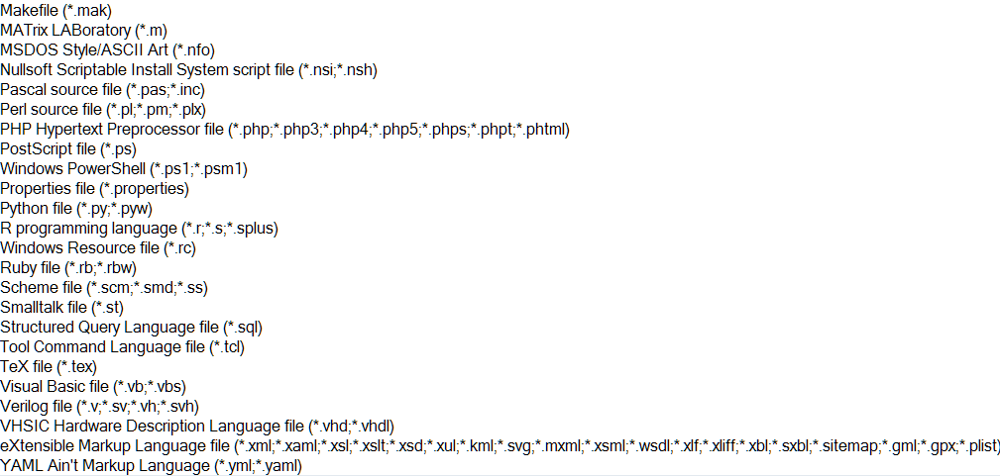 Makefile (*.mak)
MATrix LABoratory (*.m)
MSDOS Style/ASCII Art (*.nfo)
Nullsoft Scriptable Install System script file (*.nsi;*.nsh)
Pascal source file (*.pas;*.inc)
Perl source file (*.pl;*.pm;*.plx)
PHP Hypertext Preprocessor file (*.php;*.php3;*.php4;*.php5;*.phps;*.phpt;*.phtml)
PostScript file (*.ps)
Windows PowerShell (*.ps1;*.psm1)
Properties file (*.properties)
Python file (*.py;*.pyw)
R programming language (*.r;*.s;*.splus)
Windows Resource file (*.rc)
Ruby file (*.rb;*.rbw)
Scheme file (*.scm;*.smd;*.ss)
Smalltalk file (*.st)
Structured Query Language file (*.sql)
Tool Command Language file (*.tcl)
TeX file (*.tex)
Visual Basic file (*.vb;*.vbs)
Verilog file (*.v;*.sv;*.vh;*.svh)
VHSIC Hardware Description Language file (*.vhd;*.vhdl)
eXtensible Markup Language file (*.xml;*.xaml;*.xsl;*.xslt;*.xsd;*.xul;*.kml;*.svg;*.mxml;*.xsml;*.wsdl;*.xlf;*.xliff;*.xbl;*.sxbl;*.sitemap;*.gml;*.gpx;*.plist)
YAML Ain't Markup Language (*.yml;*.yaml)